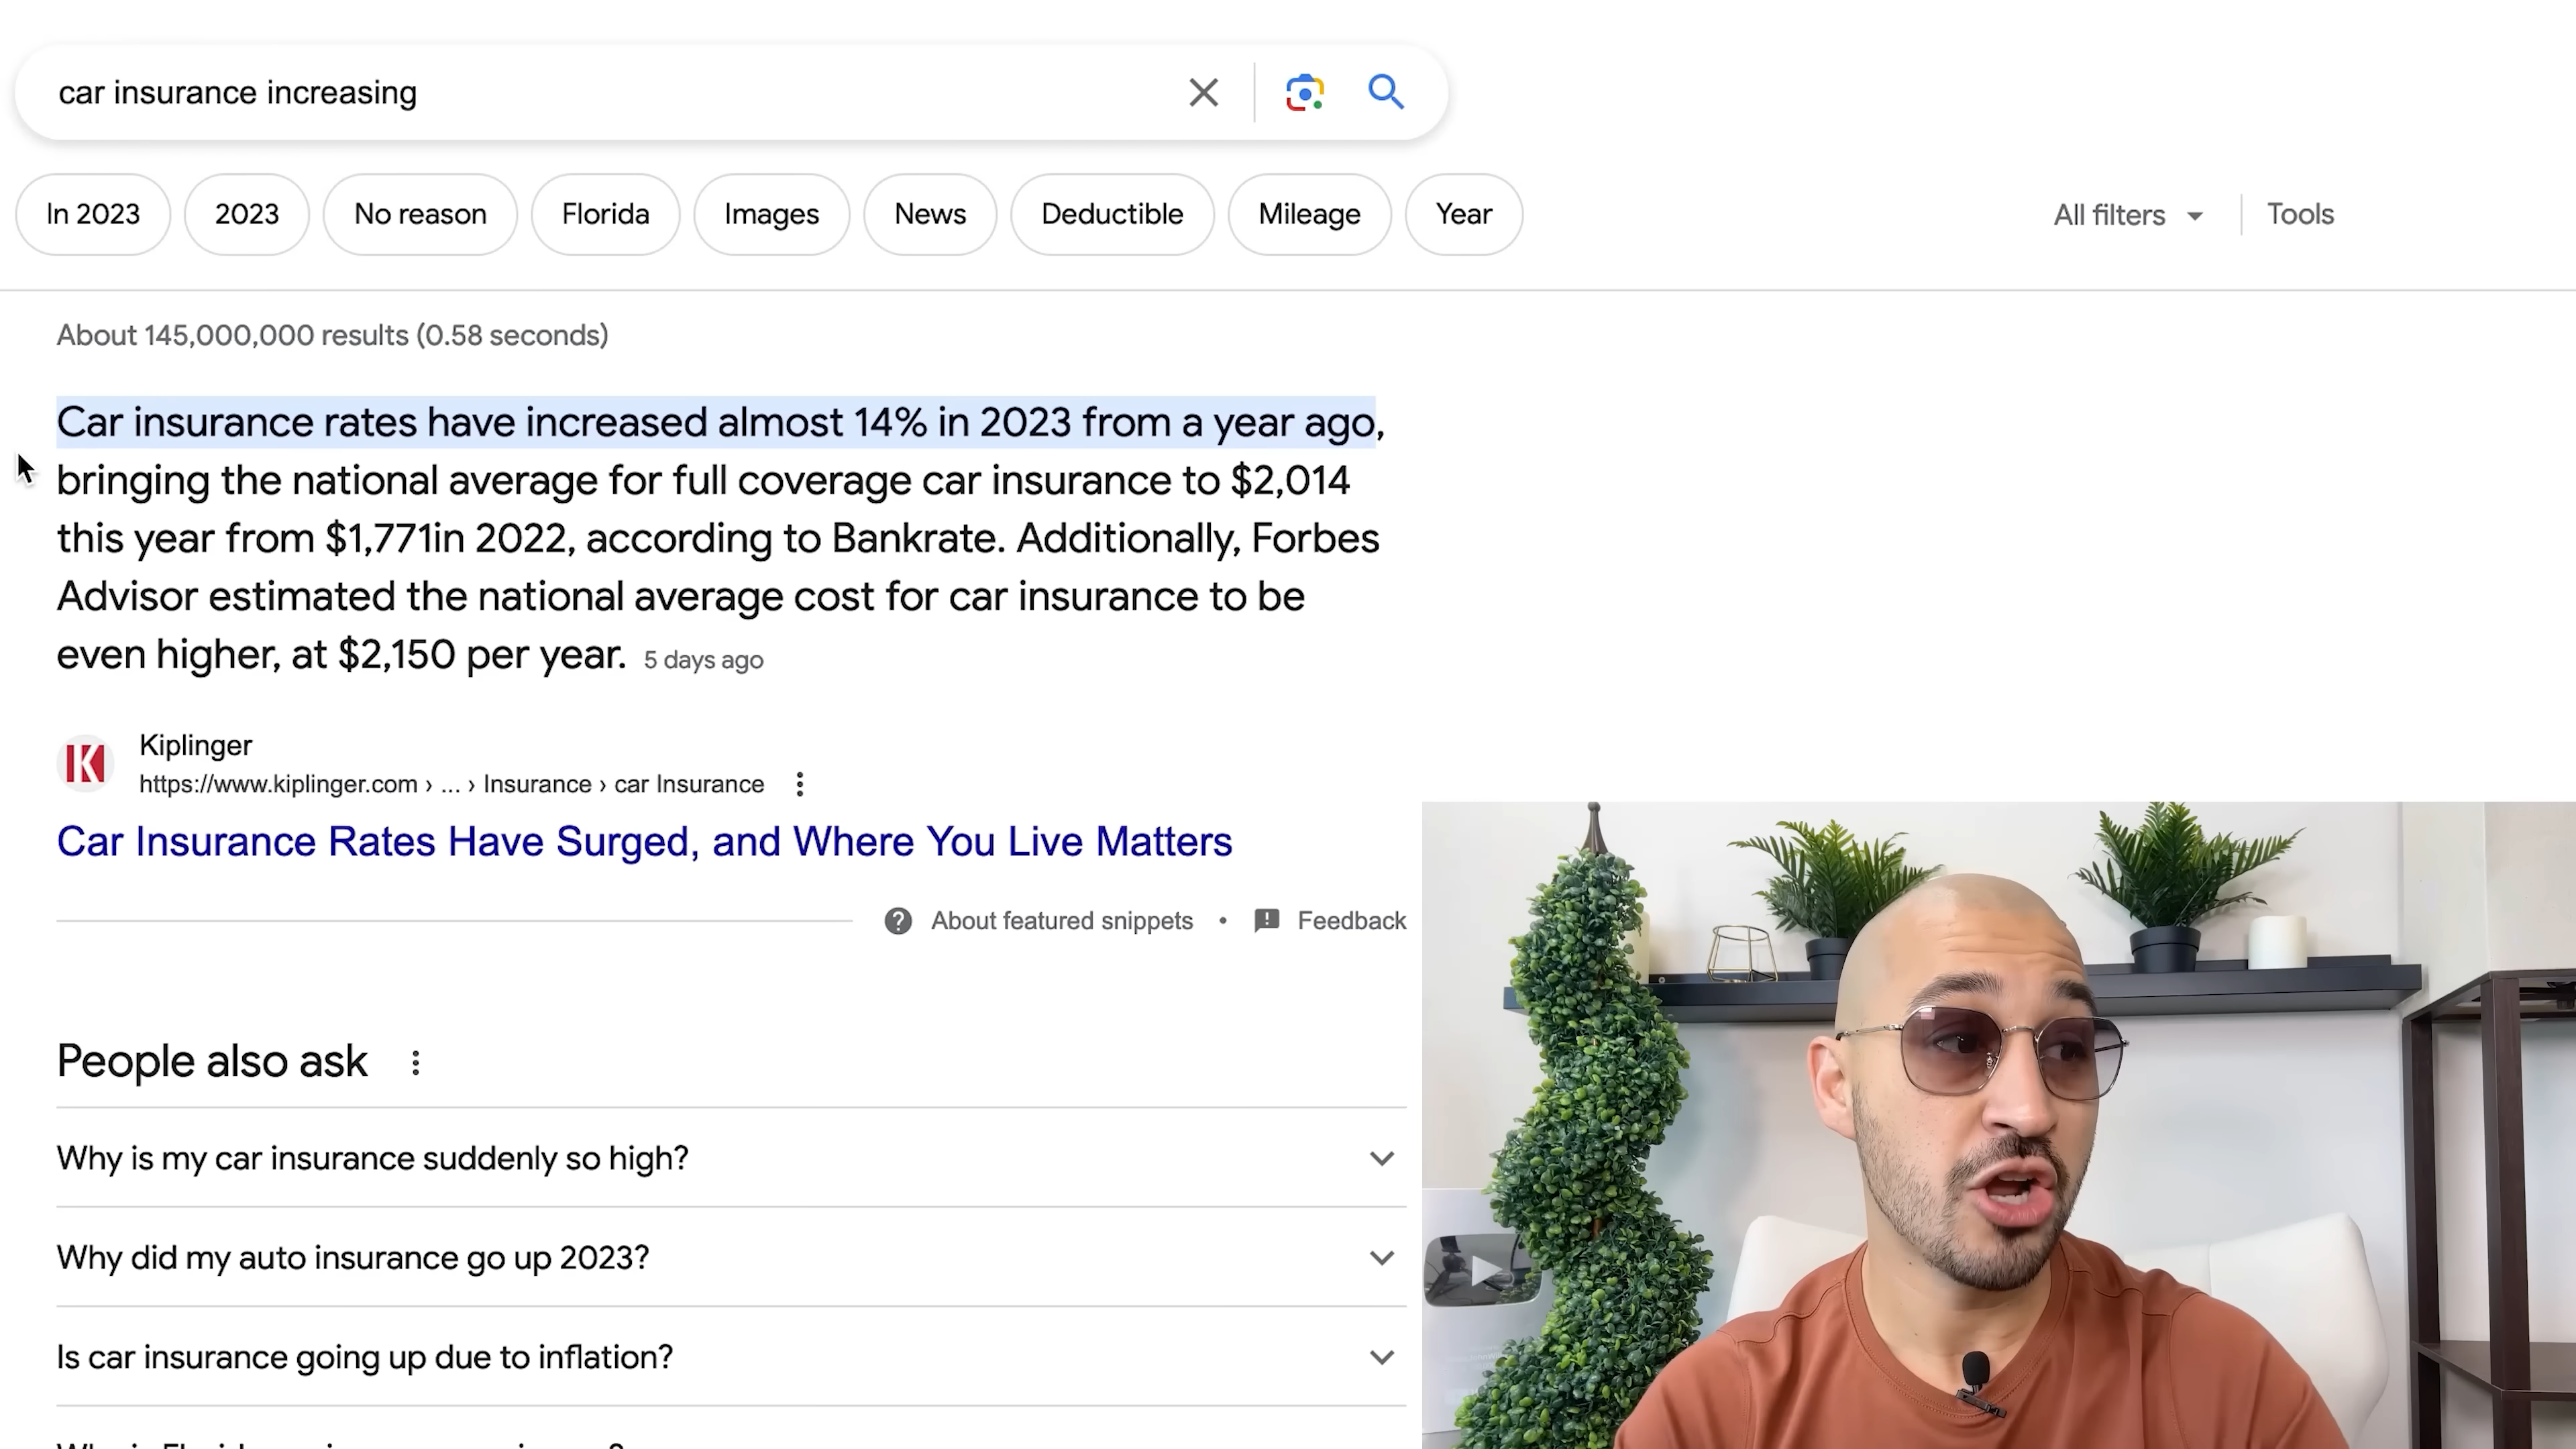 car insurance increasing
In 2023
2023
No reason
Florida
Images
News
Deductible
Mileage
Year
All filters
Tools
About 145,000,000 results (0.58 seconds)
Car insurance rates have increased almost 14% in 2023 from a year ago,
bringing the national average for full coverage car insurance to $2,014
this year from $1,771in 2022, according to Bankrate. Additionally, Forbes
Advisor estimated the national average cost for car insurance to be
even higher, at $2,150 per year. 5 days ago
K
Kiplinger
https://www.kiplinger.com › ... › Insurance › car Insurance
Car Insurance Rates Have Surged, and Where You Live Matters
About featured snippets • Feedback
People also ask
Why is my car insurance suddenly so high?
Why did my auto insurance go up 2023?
Is car insurance going up due to inflation?